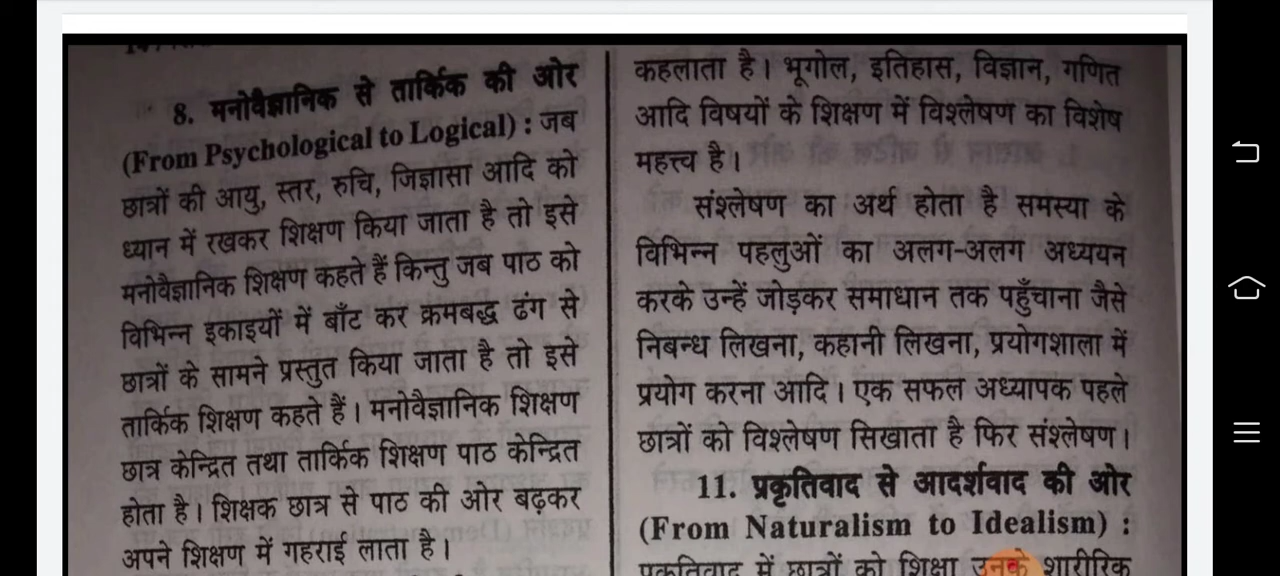 8. मनोवैज्ञानिक से तार्किक की ओर
(From Psychological to Logical) : जब
छात्रों की आयु, स्तर, रुचि, जिज्ञासा आदि को
ध्यान में रखकर शिक्षण किया जाता है तो इसे
मनोवैज्ञानिक शिक्षण कहते हैं किन्तु जब पाठ को
विभिन्न इकाइयों में बाँट कर क्रमबद्ध ढंग से
छात्रों के सामने प्रस्तुत किया जाता है तो इसे
तार्किक शिक्षण कहते हैं। मनोवैज्ञानिक शिक्षण
छात्र केन्द्रित तथा तार्किक शिक्षण पाठ केन्द्रित
होता है। शिक्षक छात्र से पाठ की ओर बढ़कर
अपने शिक्षण में गहराई लाता है।
कहलाता है। भूगोल, इतिहास, विज्ञान, गणित
आदि विषयों के शिक्षण में विश्लेषण का विशेष
महत्त्व है।
संश्लेषण का अर्थ होता है समस्या के
विभिन्न पहलुओं का अलग-अलग अध्ययन
करके उन्हें जोड़कर समाधान तक पहुँचाना जैसे
निबन्ध लिखना, कहानी लिखना, प्रयोगशाला में
प्रयोग करना आदि। एक सफल अध्यापक पहले
छात्रों को विश्लेषण सिखाता है फिर संश्लेषण।
11. प्रकृतिवाद से आदर्शवाद की ओर
(From Naturalism to Idealism) :
प्रकृतिवाद में छात्रों को शिक्षा उनके शारीरिक